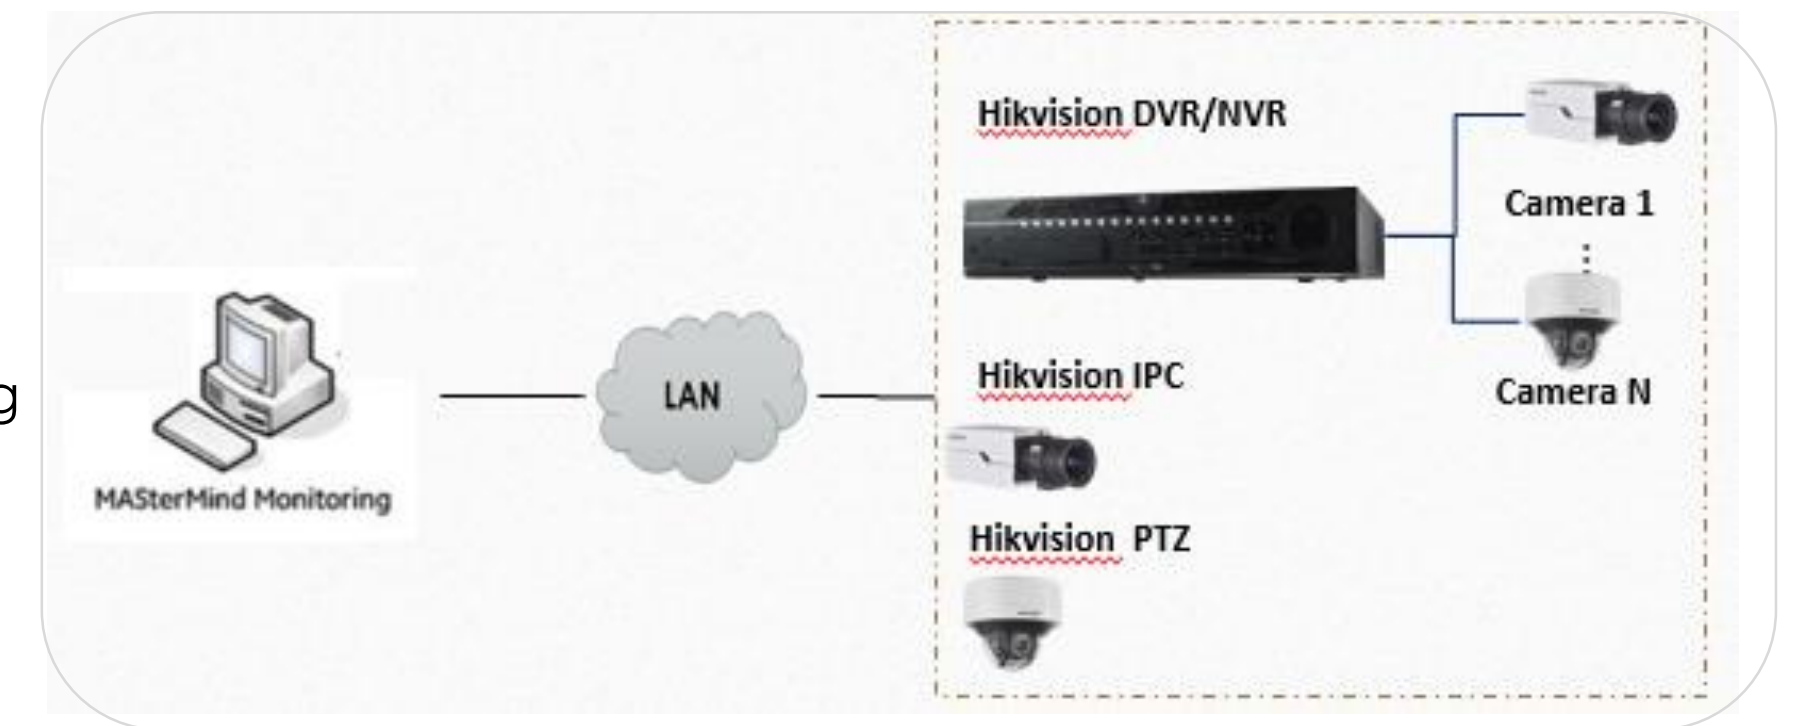 Hikvision DVR/NVR
Camera 1
Hikvision IPC
Camera N
LAN
g
MASterMind Monitoring
Hikvision PTZ